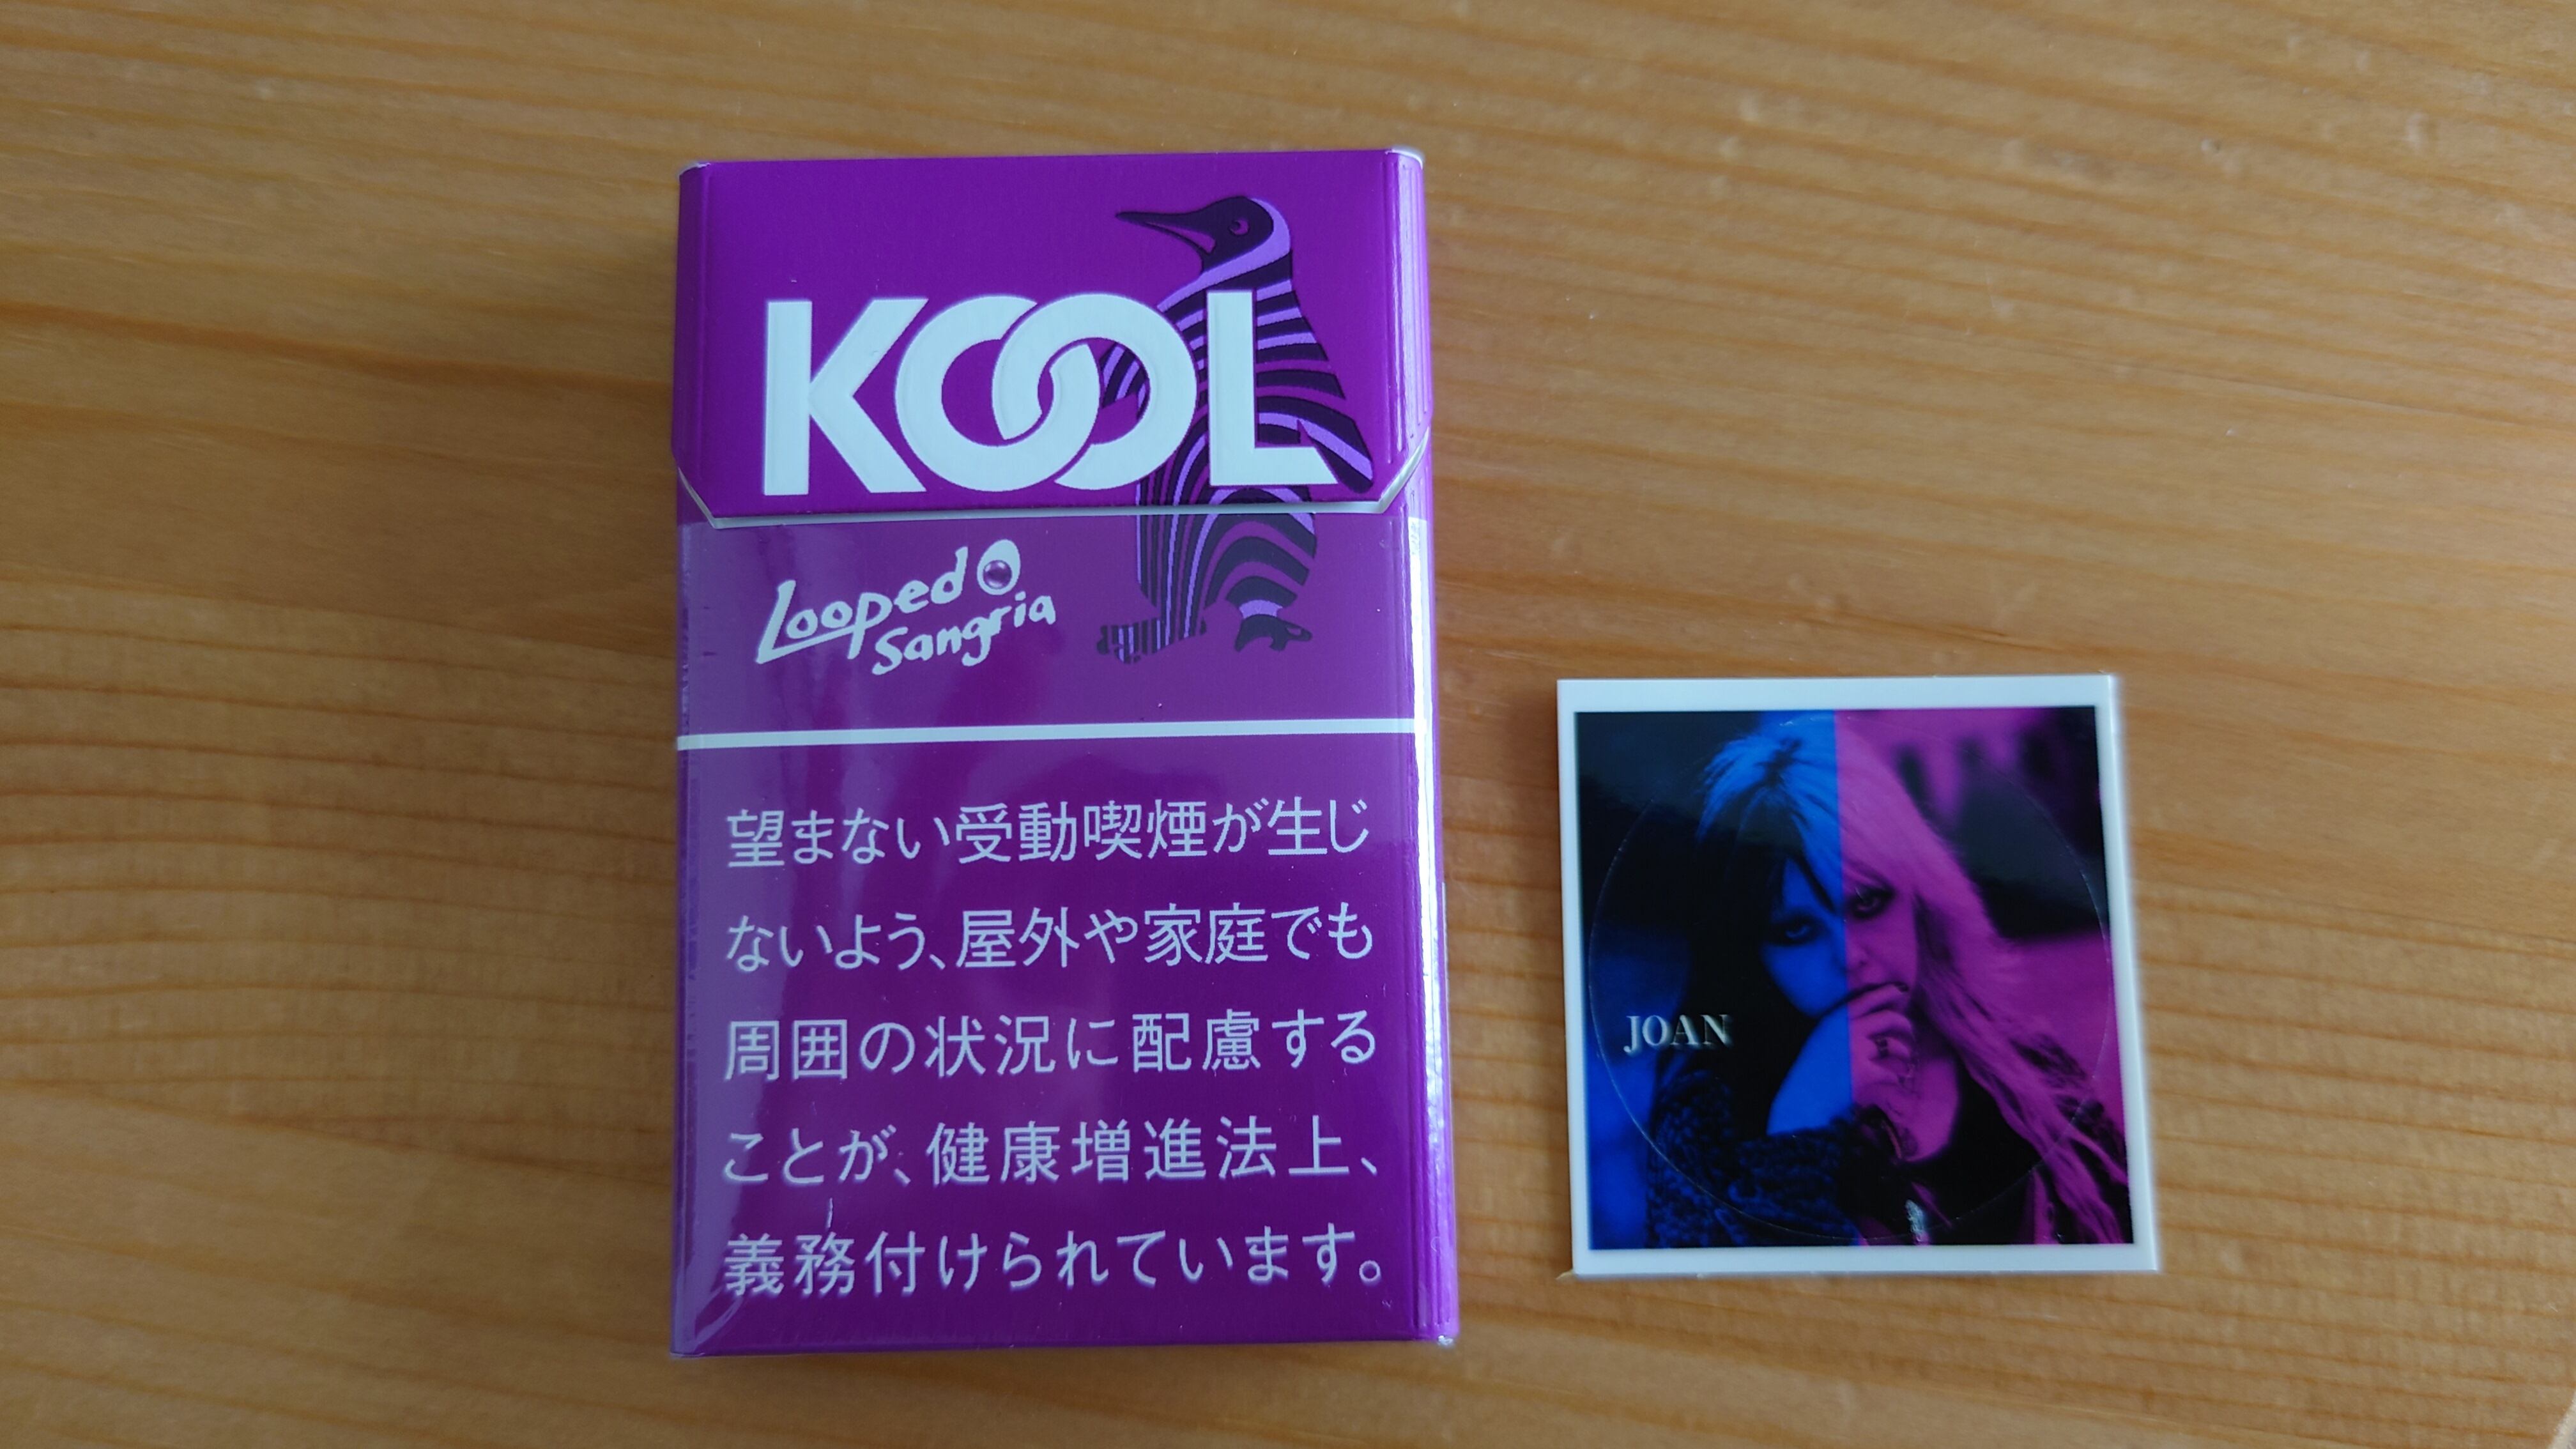 KOOL
Looped
Sangria
望まない受動喫煙が生じ
ないよう、屋外や家庭でも
周囲の状況に配慮する
ことが、健康増進法上、
義務付けられています。
JOAN